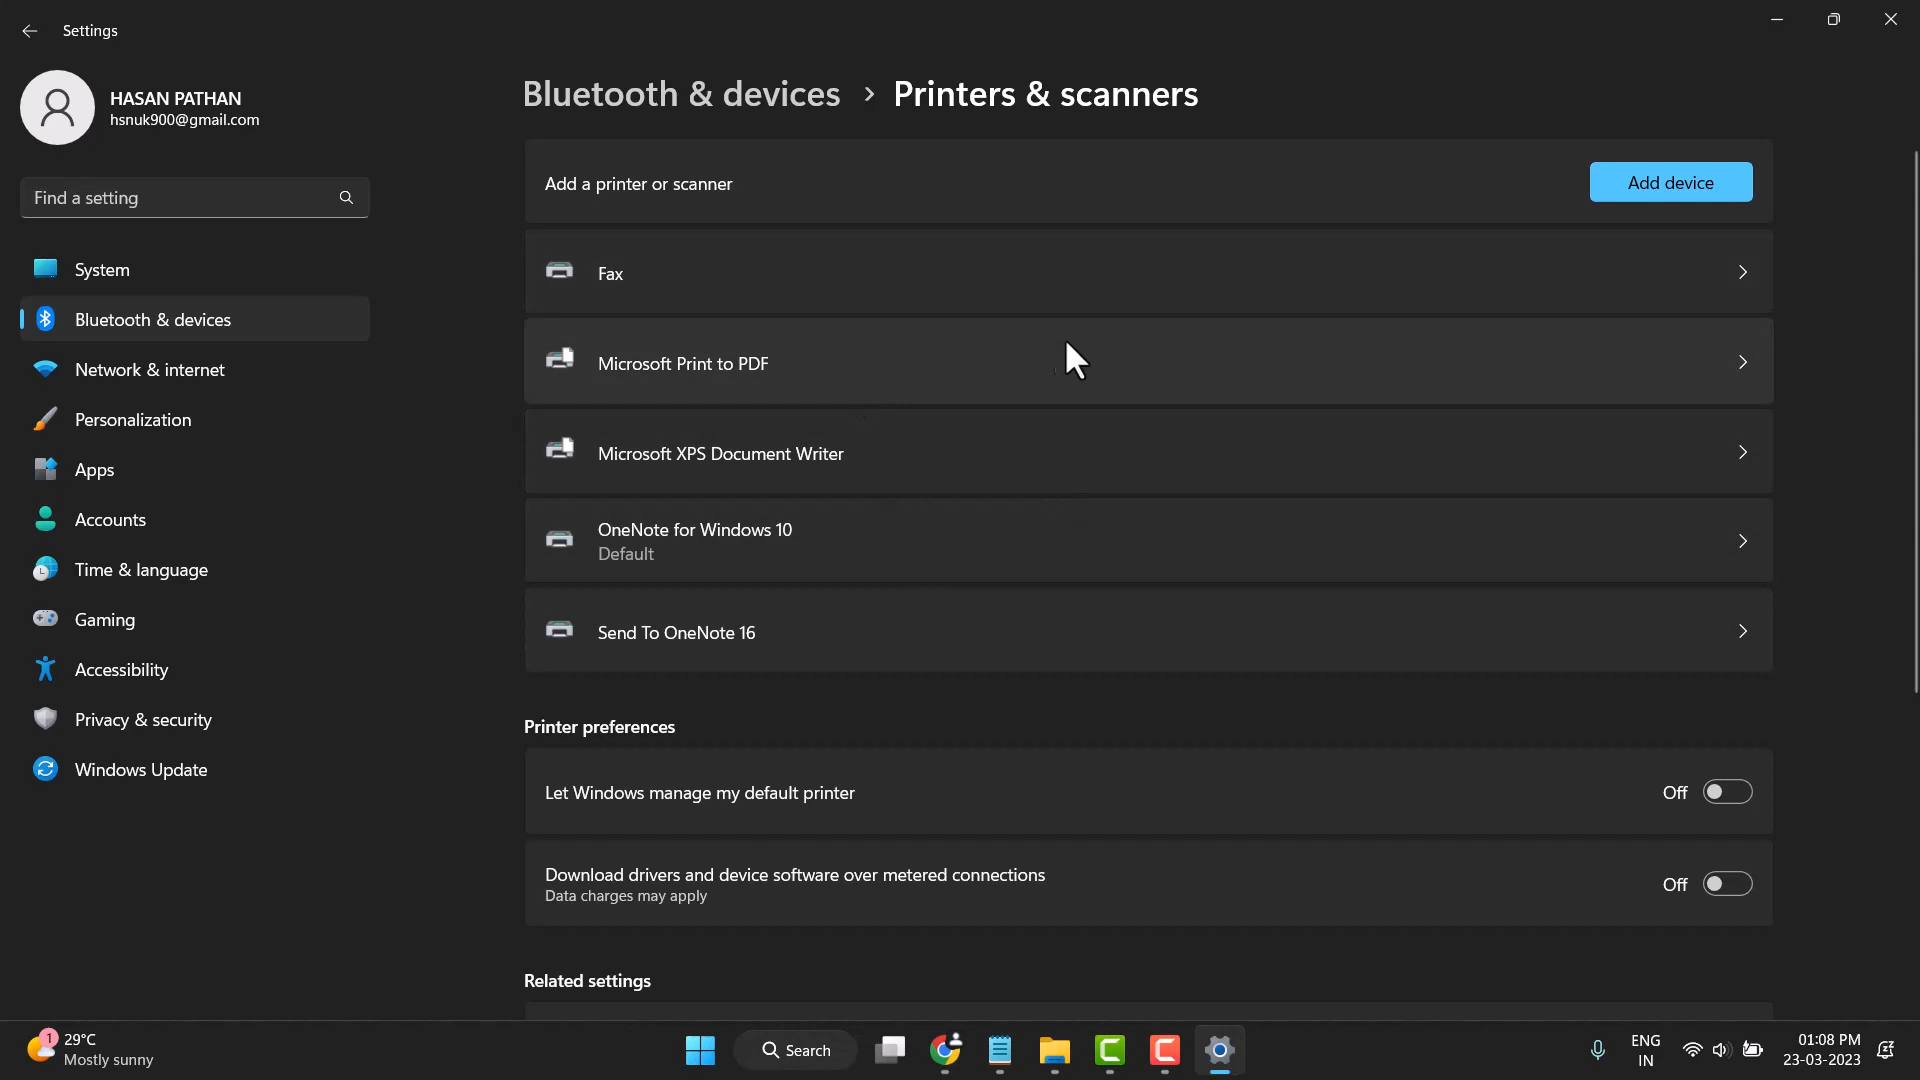 Settings
HASAN PATHAN
hsnuk900@gmail.com
Find a setting
System
Bluetooth & devices
Network & internet
Personalization
Apps
Accounts
Time & language
Gaming
Accessibility
Privacy & security
Windows Update
Bluetooth & devices > Printers & scanners
Add a printer or scanner
Add device
Fax
Microsoft Print to PDF
Microsoft XPS Document Writer
OneNote for Windows 10
Default
Send To OneNote 16
Printer preferences
Let Windows manage my default printer
Off
Download drivers and device software over metered connections
Data charges may apply
Off
Related settings
1
29°C
Mostly sunny
Search
ENG
IN
01:08 PM
23-03-2023